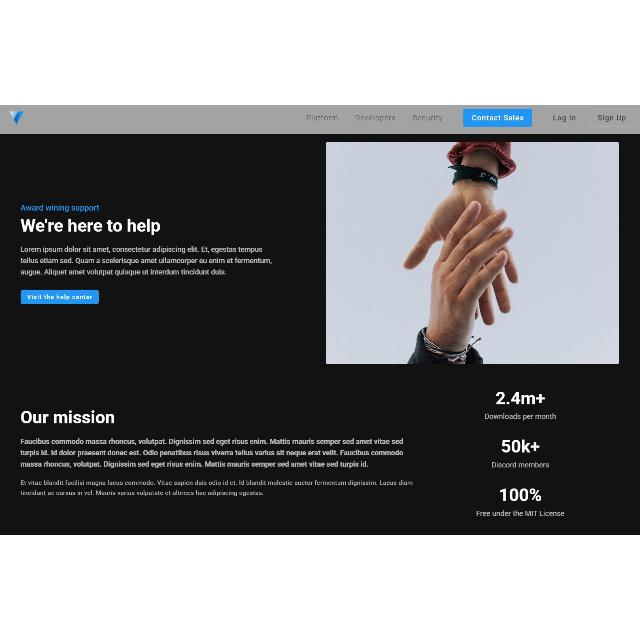 Platform Developers Security Contact Sales Log In Sign Up
Award wining support
We're here to help
Lorem ipsum dolor sit amet, consectetur adipiscing elit. Et, egestas tempus
tellus etiam sed. Quam a scelerisque amet ullamcorper eu enim et fermentum,
augue. Aliquet amet volutpat quisque ut interdum tincidunt duis.
Visit the help center
Our mission
Faucibus commodo massa rhoncus, volutpat. Dignissim sed eget risus enim. Mattis mauris semper sed amet vitae sed
turpis id. Id dolor praesent donec est. Odio penatibus risus viverra tellus varius sit neque erat velit. Faucibus commodo
massa rhoncus, volutpat. Dignissim sed eget risus enim. Mattis mauris semper sed amet vitae sed turpis id.
Et vitae blandit facilisi magna lacus commodo. Vitae sapien duis odio id et. Id blandit molestie auctor fermentum dignissim. Lacus diam
tincidunt ac cursus in vel. Mauris varius vulputate et ultrices hac adipiscing egestas.
2.4m+
Downloads per month
50k+
Discord members
100%
Free under the MIT License